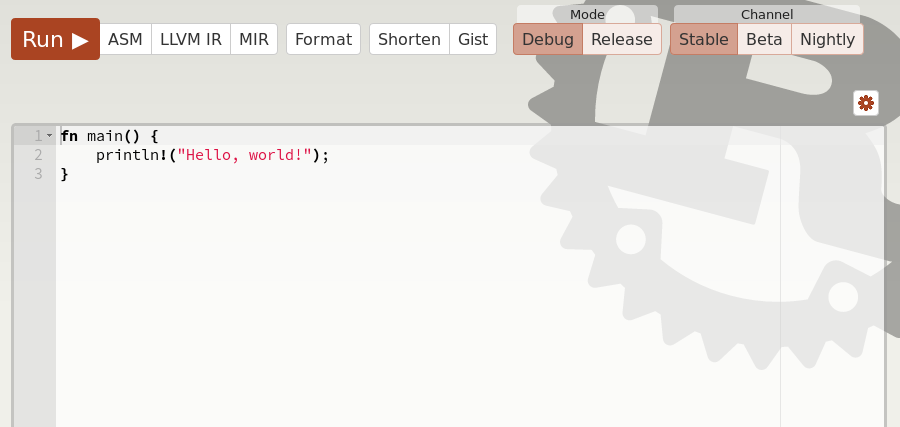 Mode Channel
Run ▶ ASM LLVM IR MIR Format Shorten Gist Debug Release Stable Beta Nightly
1 fn main() {
2     println!("Hello, world!");
3 }